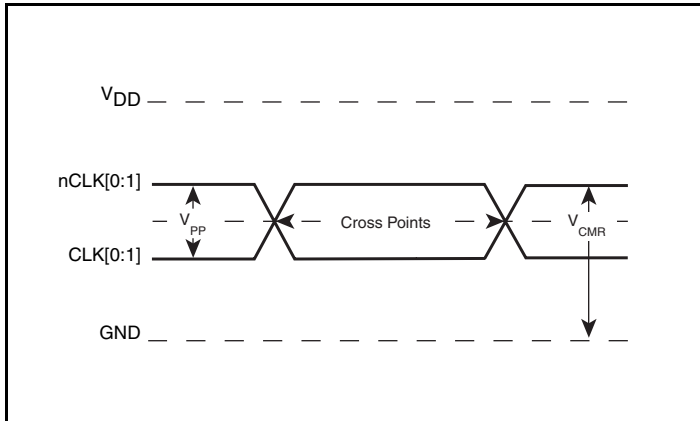 VDD
nCLK[0:1]
VPP
Cross Points
VCMR
CLK[0:1]
GND